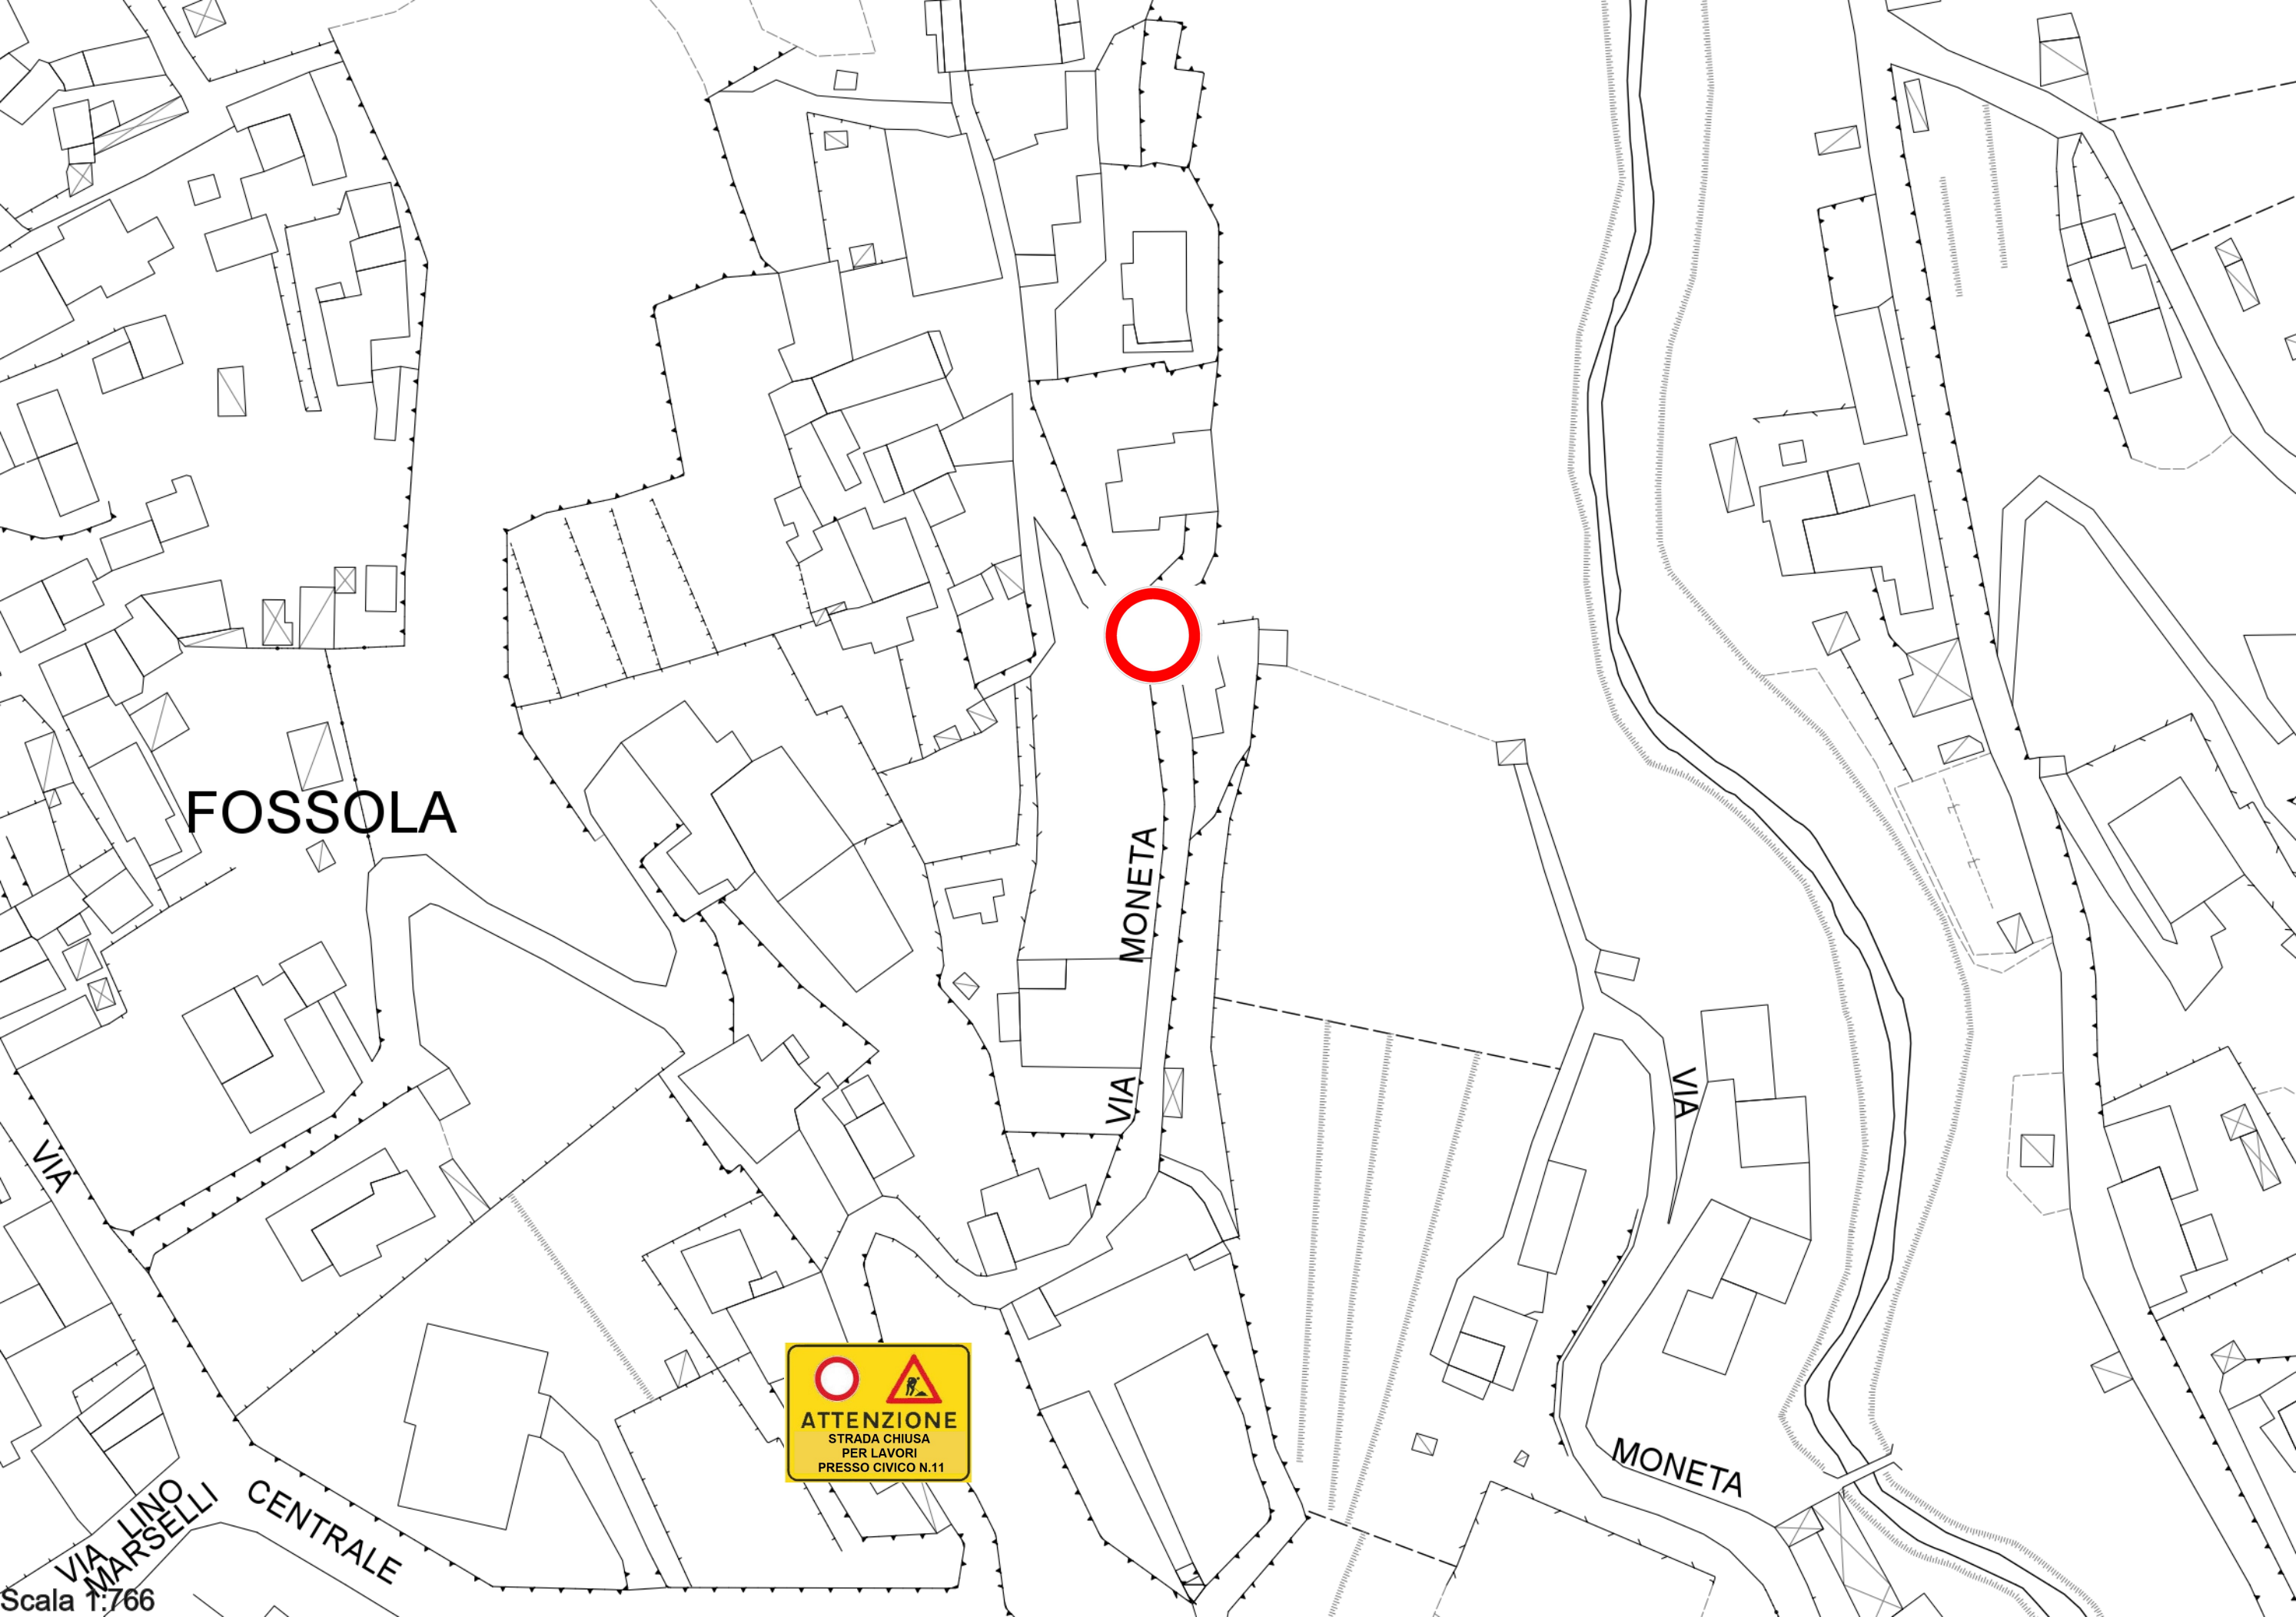 FOSSOLA
MONETA
VIA
VIA
VIA
ATTENZIONE
STRADA CHIUSA
PER LAVORI
PRESSO CIVICO N.11
MONETA
CENTRALE
VIA LINO
MARSELLI
Scala 1:766